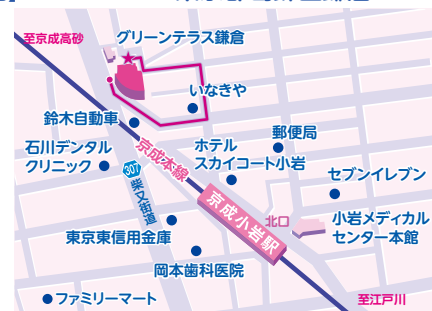 至京成高砂
グリーンテラス鎌倉
いなきや
鈴木自動車
石川デンタル
クリニック
307
柴又街道
京成本線
ホテル
スカイコート小岩
郵便局
セブンイレブン
京成小岩駅
北口
小岩メディカル
センター本館
東京東信用金庫
岡本歯科医院
ファミリーマート
至江戸川